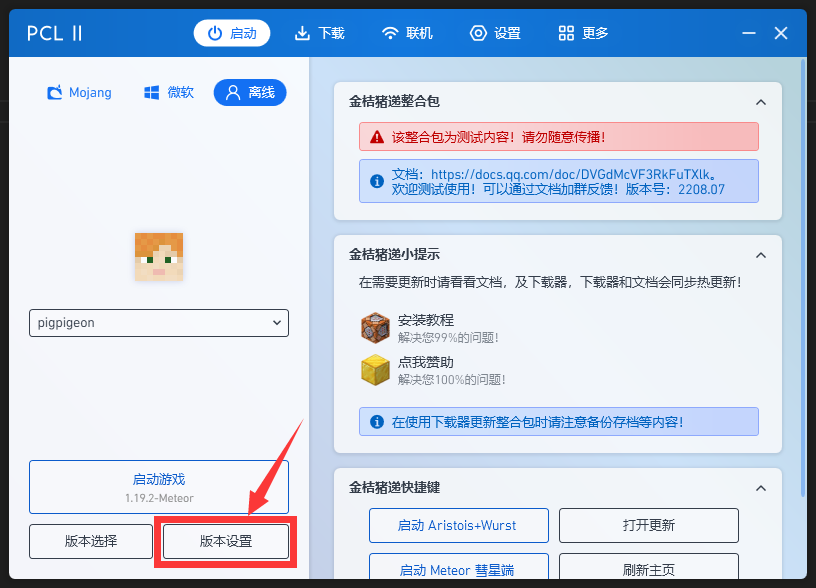 PCL II
启动
下载
联机
设置
更多
Mojang
微软
离线
pigpigeon
启动游戏
1.19.2-Meteor
版本选择
版本设置
金桔猪递整合包
该整合包为测试内容！请勿随意传播！
文档：https://docs.qq.com/doc/DVGdMcVF3RkFuTXlk。
欢迎测试使用！可以通过文档加群反馈！版本号：2208.07
金桔猪递小提示
在需要更新时请看看文档，及下载器，下载器和文档会同步热更新！
安装教程
解决您99%的问题！
点我赞助
解决您100%的问题！
在使用下载器更新整合包时请注意备份存档等内容！
金桔猪递快捷键
启动 Aristois+Wurst
打开更新
启动 Meteor 彗星端
刷新主页